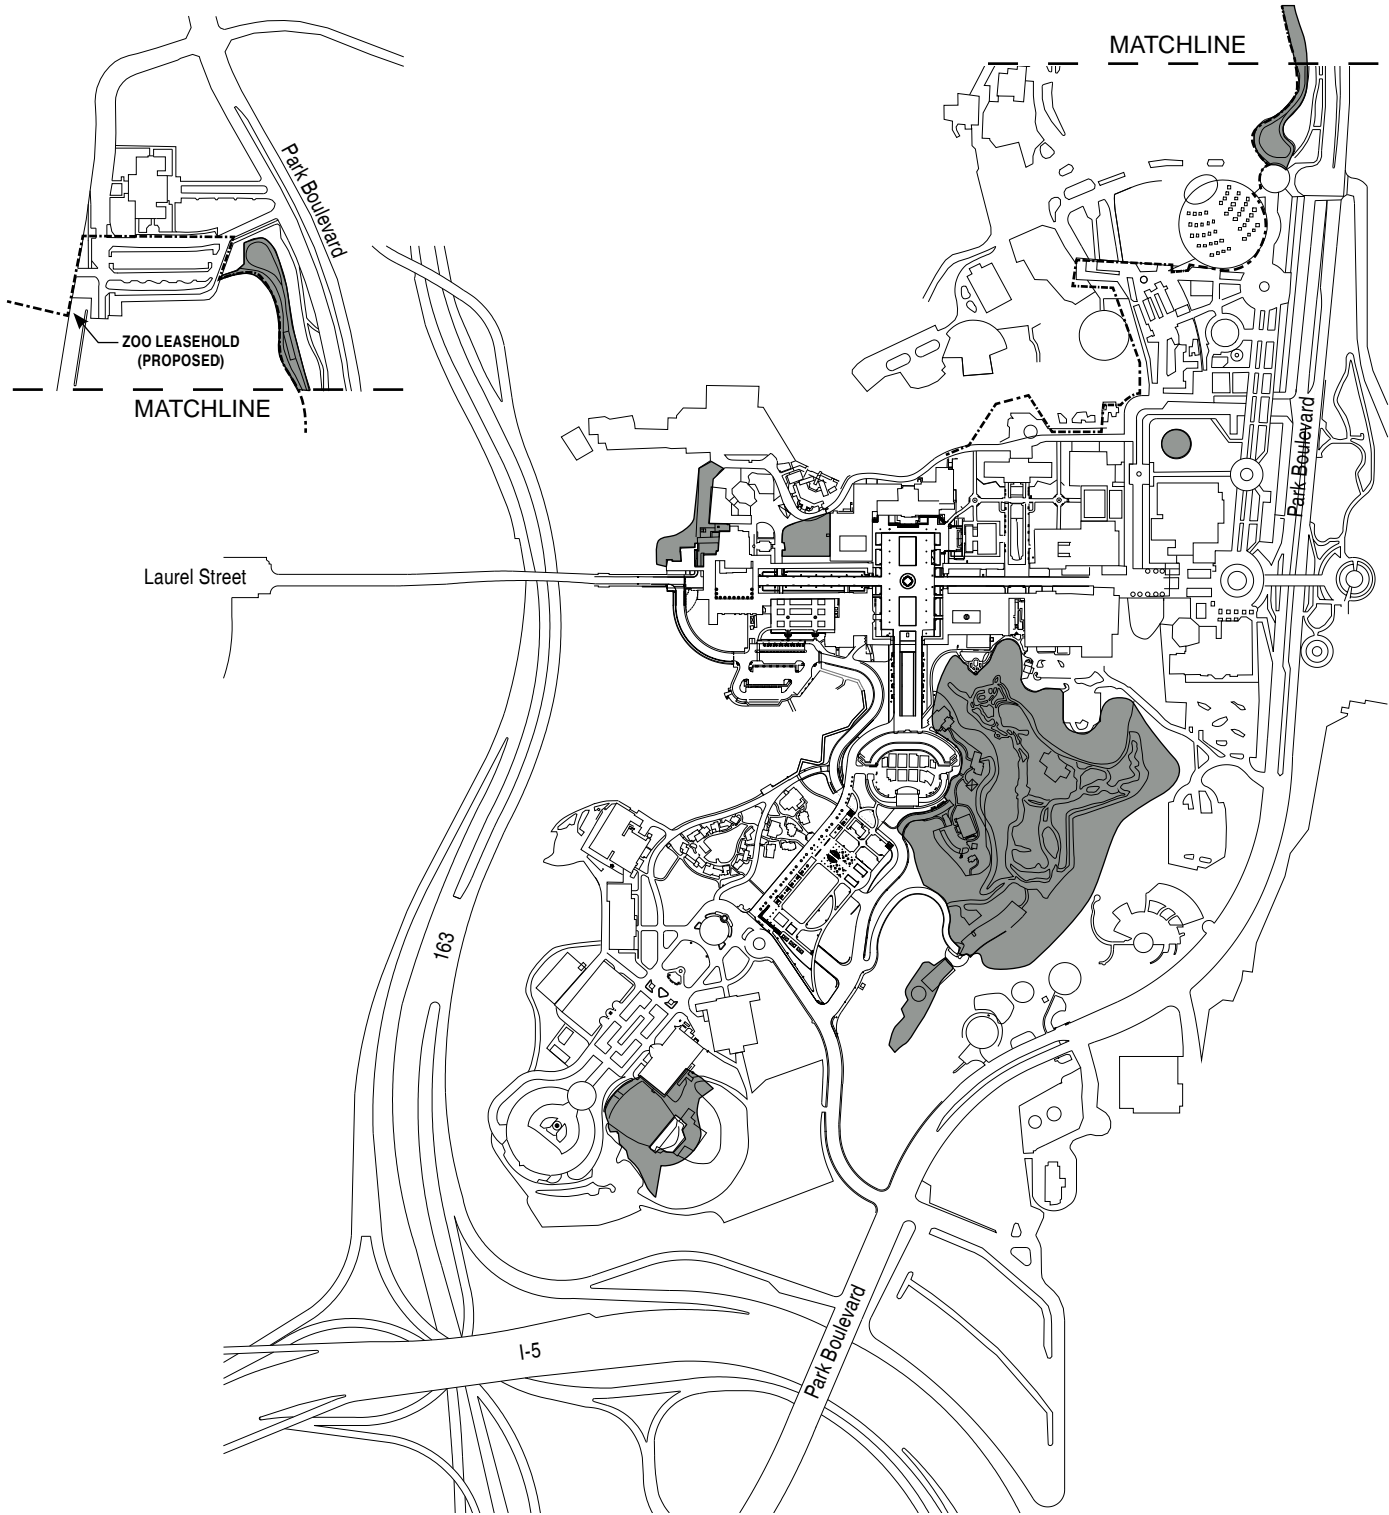 MATCHLINE
Park Boulevard
ZOO LEASEHOLD
(PROPOSED)
MATCHLINE
Park Boulevard
Laurel Street
163
I-5
Park Boulevard